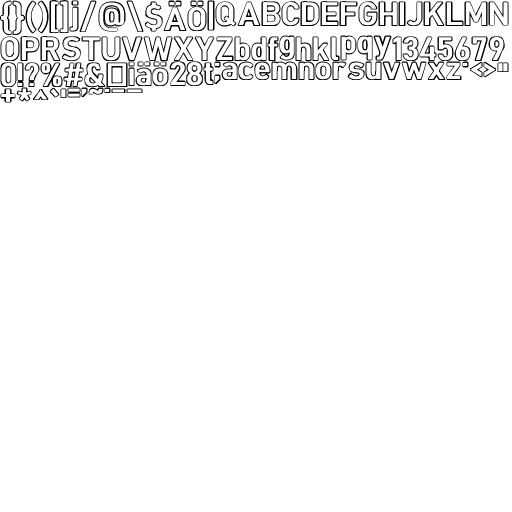 {}()[]j/@\$ÄÖ|QABCDEFGHIJKLMN
OPRSTUVWXYZbdfghklpqy1345679
0!?%#&iäö28t;acemnorsuvwxz:<>"
+*^`=~-_